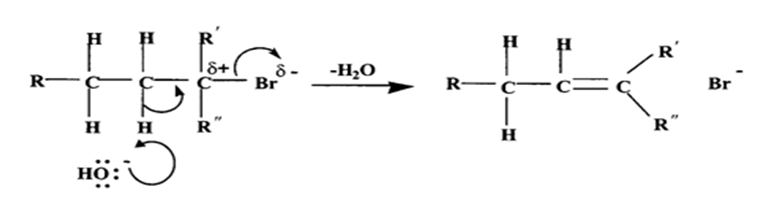 H H R′ H H R′
R C C C δ+ Br δ - -H₂O R C C C Br -
H H R″ H R″
HO: -